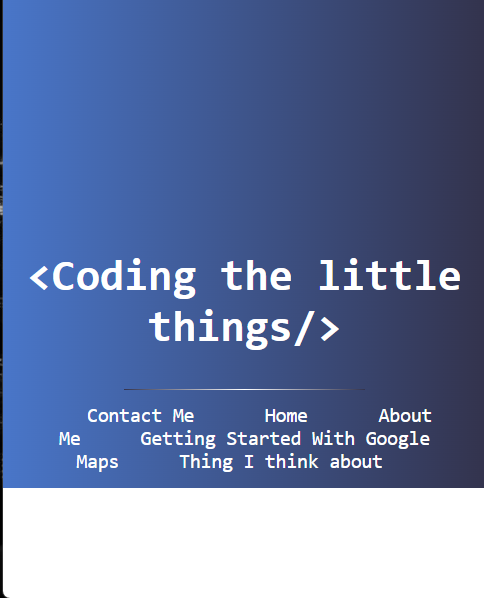 <Coding the little
things/>
Contact Me Home About
Me Getting Started With Google
Maps Thing I think about